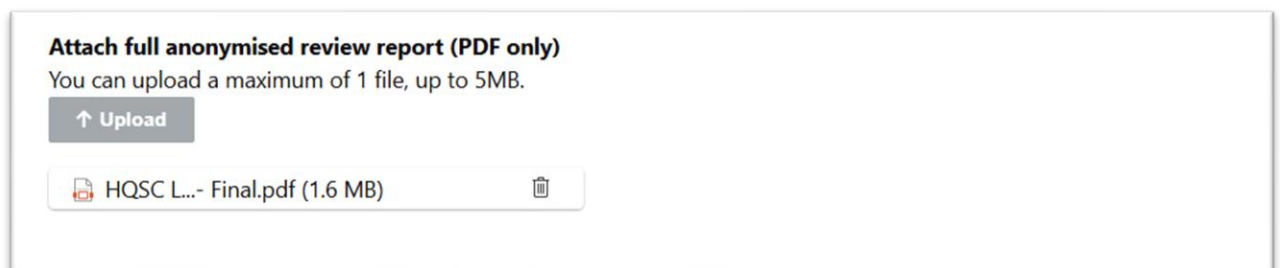 Attach full anonymised review report (PDF only)
You can upload a maximum of 1 file, up to 5MB.
↑ Upload
HQSC L...- Final.pdf (1.6 MB)